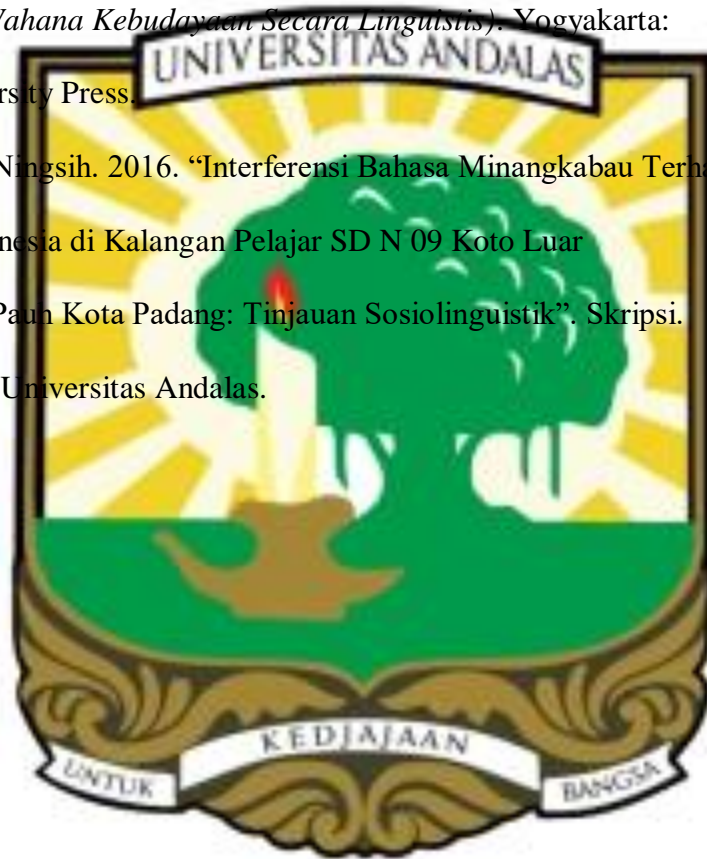 Wahana Kebudayaan Secara Linguistis). Yogyakarta:
UNIVERSITAS ANDALAS
rsity Press.
Ningsih. 2016. “Interferensi Bahasa Minangkabau Terha
nesia di Kalangan Pelajar SD N 09 Koto Luar
Pauh Kota Padang: Tinjauan Sosiolinguistik”. Skripsi.
Universitas Andalas.
KEDJAJAAN
UNTUK BANGSA